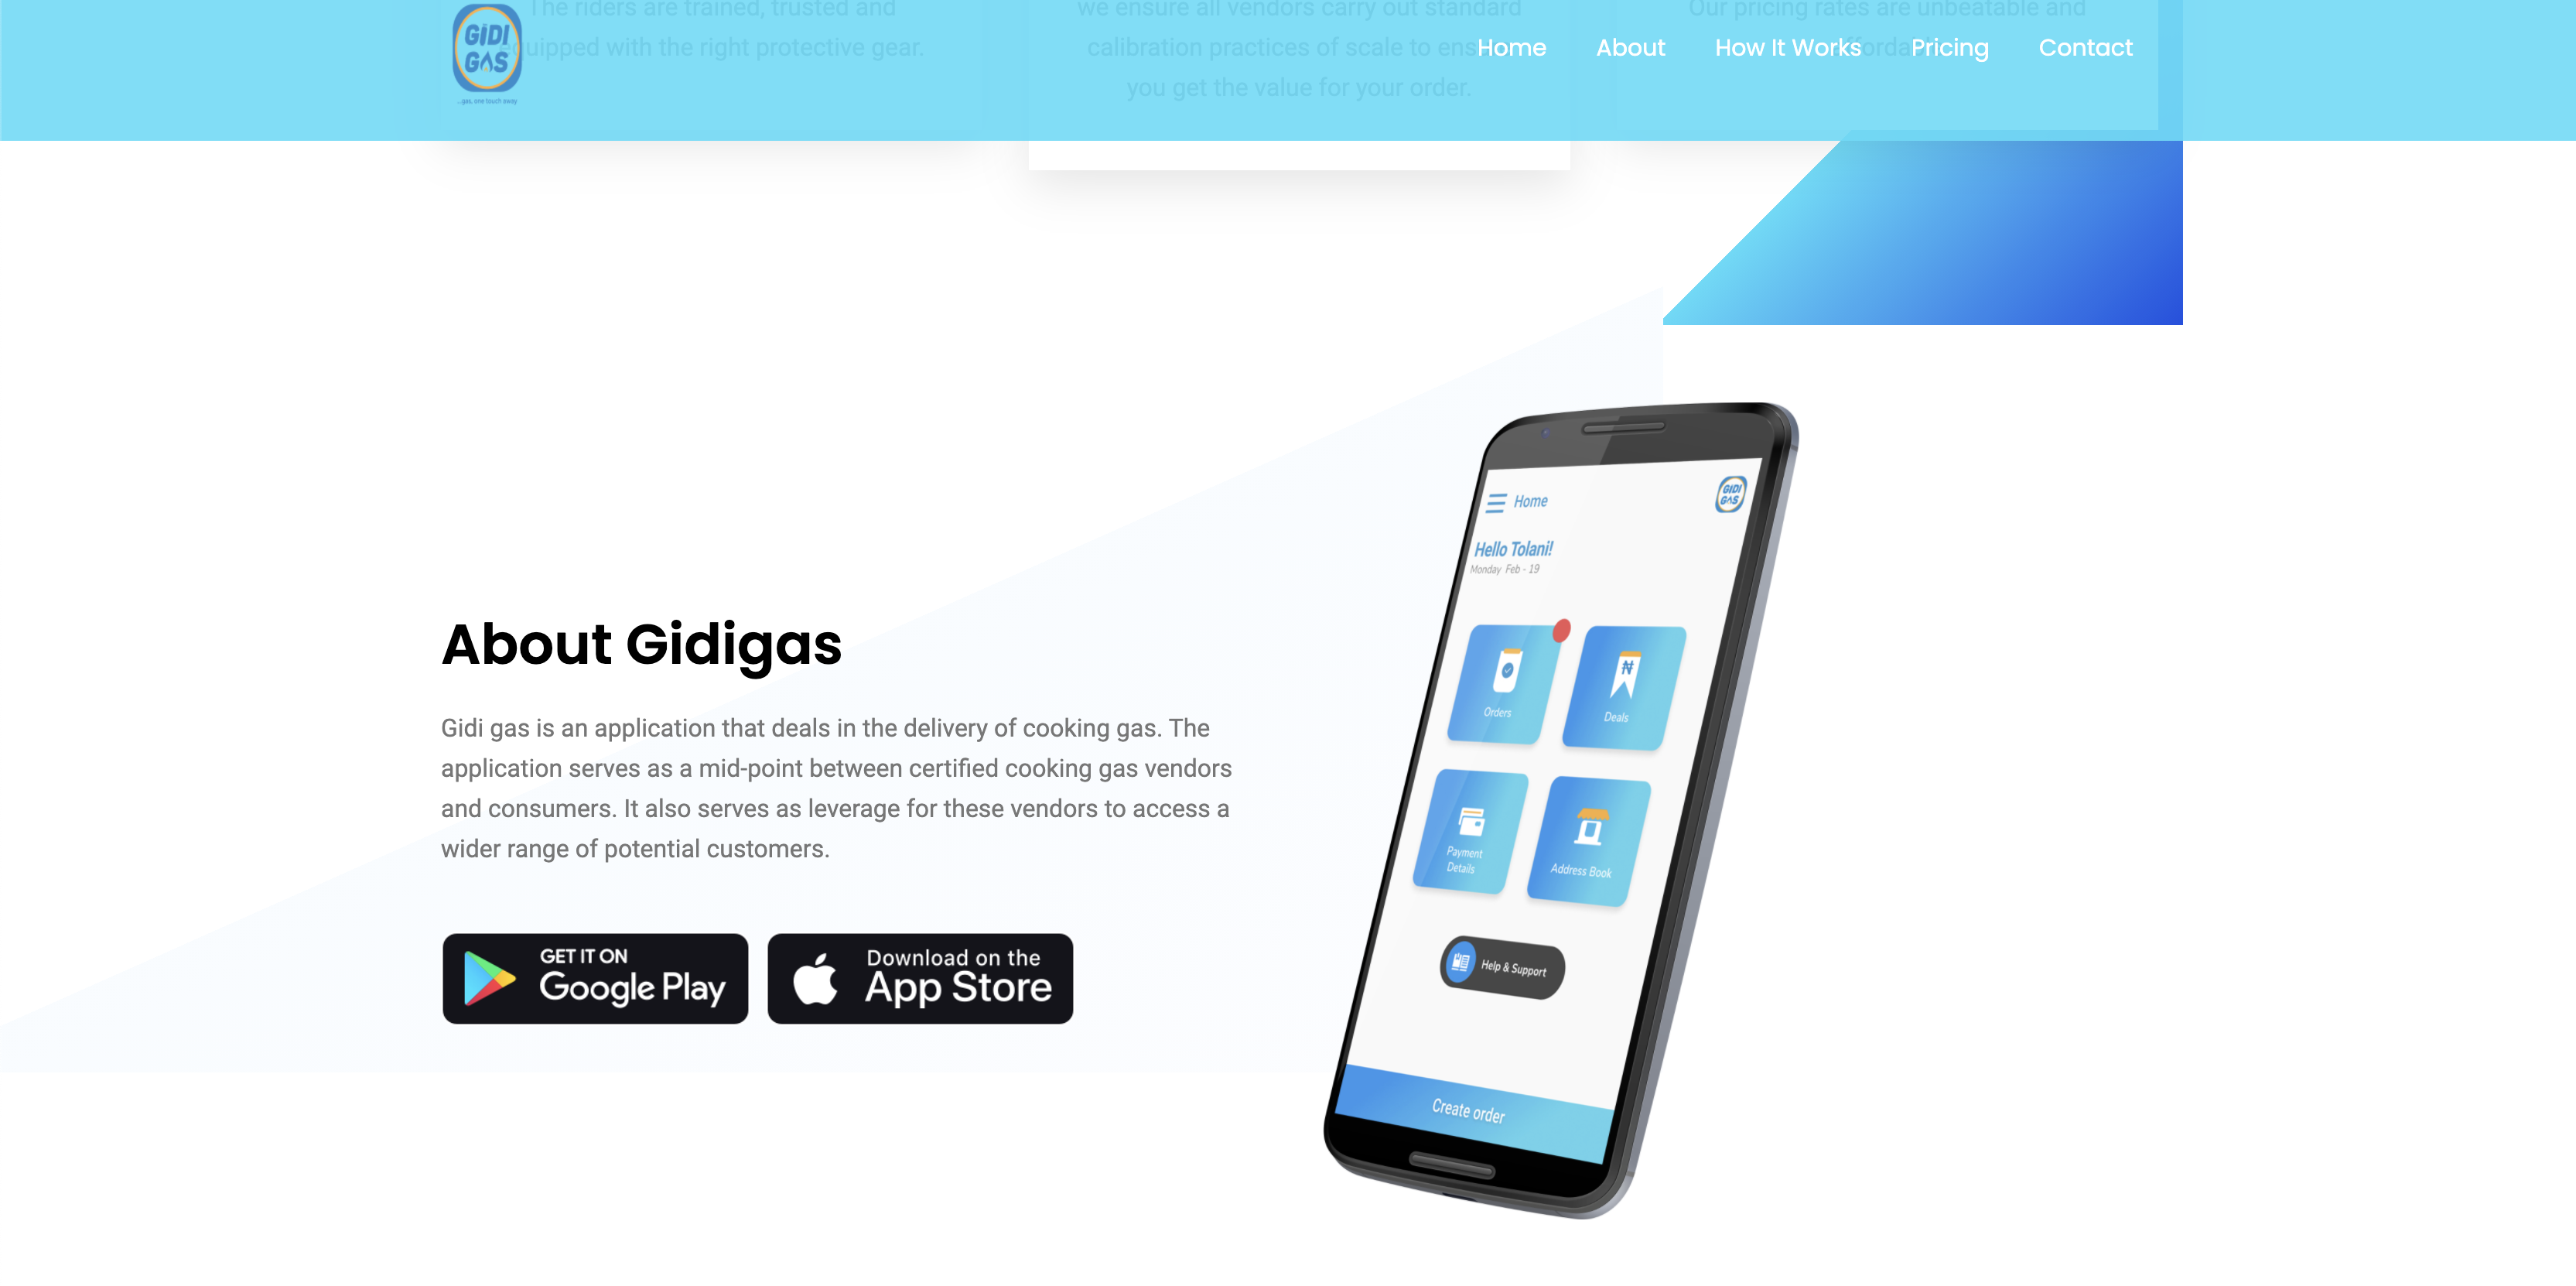 The riders are trained, trusted and
equipped with the right protective gear.
we ensure all vendors carry out standard
calibration practices of scale to
you get the value for your order.
Our pricing rates are unbeatable and
GIDI
GAS
...gas, one touch away
Home About How It Works Pricing Contact
About Gidigas
Gidi gas is an application that deals in the delivery of cooking gas. The
application serves as a mid-point between certified cooking gas vendors
and consumers. It also serves as leverage for these vendors to access a
wider range of potential customers.
GET IT ON
Google Play
Download on the
App Store
Home
GIDI
GAS
Hello Tolani!
Monday Feb - 19
Orders
₦
Deals
Payment
Details
Address Book
Help & Support
Create order